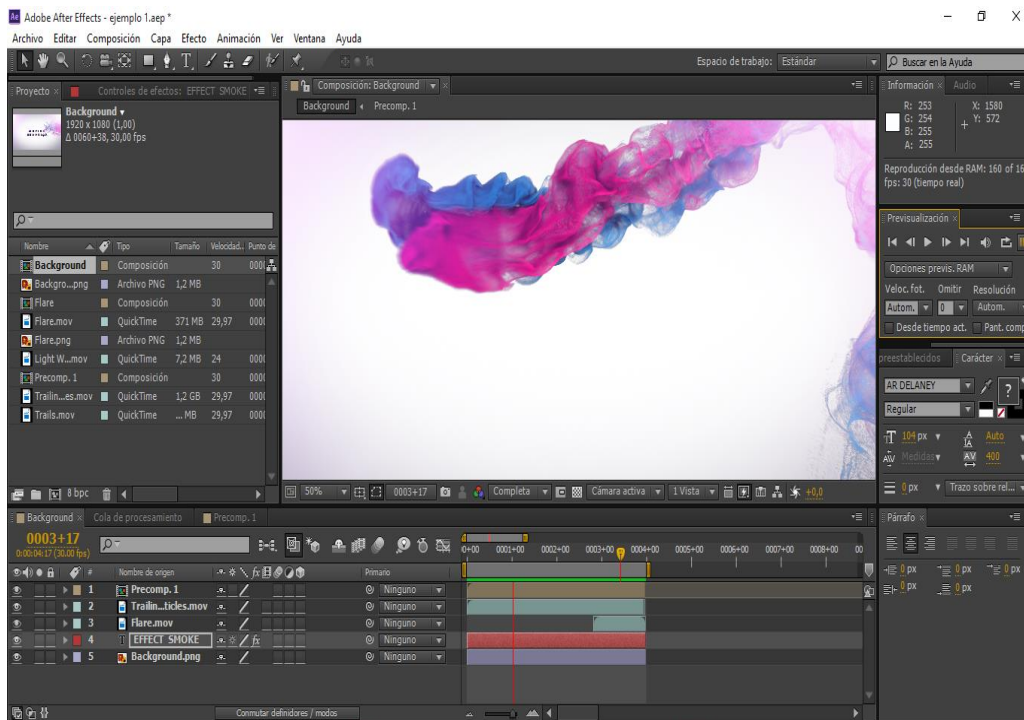 Ae Adobe After Effects - ejemplo 1.aep *
Archivo Editar Composición Capa Efecto Animación Ver Ventana Ayuda
Espacio de trabajo: Estándar
Buscar en la Ayuda
Proyecto × Controles de efectos: EFFECT SMOKE
Background
1920 x 1080 (1,00)
Δ 0060+38, 30,00 fps
Nombre Tipo Tamaño Velocidad.. Punto de
Background Composición 30 000
Backgro...png Archivo PNG 1,2 MB
Flare Composición 30 000
Flare.mov QuickTime 371 MB 29,97 000
Flare.png Archivo PNG 1,2 MB
Light W...mov QuickTime 7,2 MB 24 000
Precomp. 1 Composición 30 000
Trailin...es.mov QuickTime 1,2 GB 29,97 000
Trails.mov QuickTime ... MB 29,97 000
8 bpc
Composición: Background ×
Background Precomp. 1
50% 0003+17 Completa Cámara activa 1 Vista +0,0
Información × Audio
R: 253 X: 1580
G: 254 Y: 572
B: 255
A: 255
Reproducción desde RAM: 160 of 16
fps: 30 (tiempo real)
Previsualización ×
Opciones previs. RAM
Veloc. fot. Omitir Resolución
Autom. 0 Autom.
Desde tiempo act. Pant. comp
preestablecidos Carácter ×
AR DELANEY
Regular
?
104 px Auto
Medidas 400
0 px Trazo sobre rel...
Background × Cola de procesamiento Precomp. 1
0003+17
0:00:04:17 (30.00 fps)
# Nombre de origen fx Primario
1 Precomp. 1 Ninguno
2 Trailin...ticles.mov Ninguno
3 Flare.mov Ninguno
4 T EFFECT SMOKE fx Ninguno
5 Background.png Ninguno
0+00 0001+00 0002+00 0003+00 0004+00 0005+00 0006+00 0007+00 0008+00 00
Conmutar definidores / modos
Párrafo ×
0 px 0 px 0 px
0 px 0 px